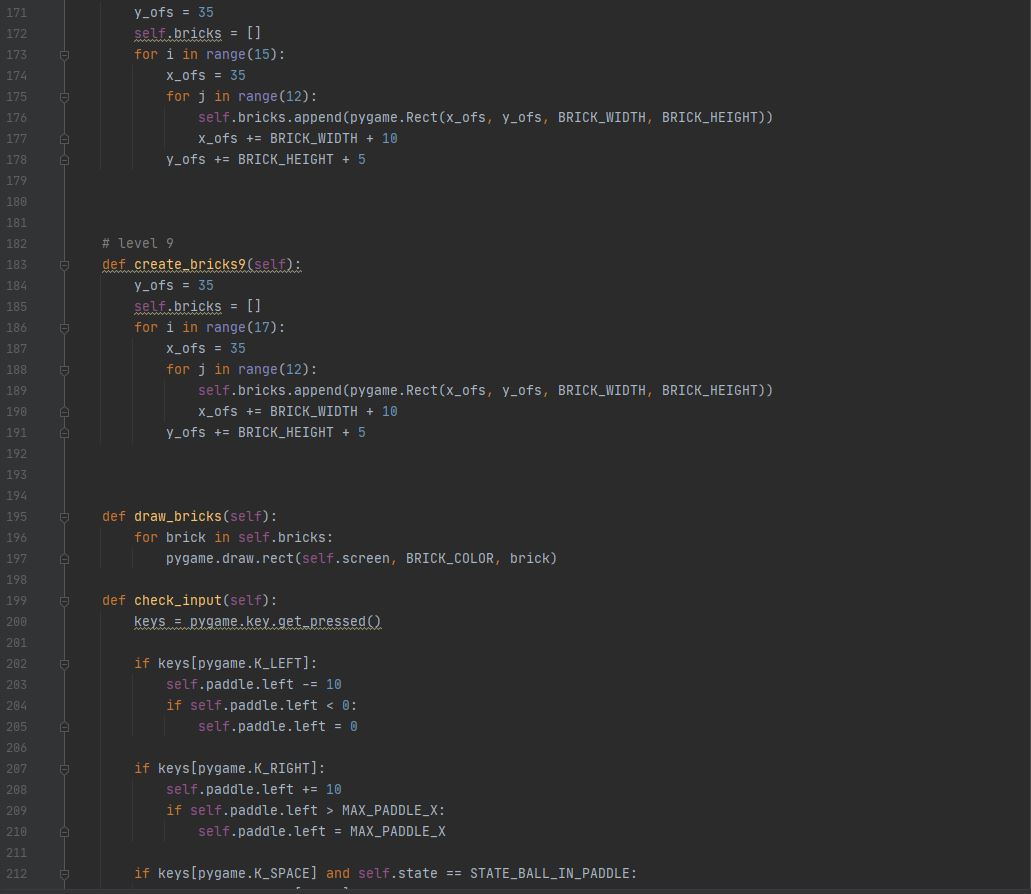 171 y_ofs = 35
172 self.bricks = []
173 for i in range(15):
174 x_ofs = 35
175 for j in range(12):
176 self.bricks.append(pygame.Rect(x_ofs, y_ofs, BRICK_WIDTH, BRICK_HEIGHT))
177 x_ofs += BRICK_WIDTH + 10
178 y_ofs += BRICK_HEIGHT + 5
179
180
181
182 # level 9
183 def create_bricks9(self):
184 y_ofs = 35
185 self.bricks = []
186 for i in range(17):
187 x_ofs = 35
188 for j in range(12):
189 self.bricks.append(pygame.Rect(x_ofs, y_ofs, BRICK_WIDTH, BRICK_HEIGHT))
190 x_ofs += BRICK_WIDTH + 10
191 y_ofs += BRICK_HEIGHT + 5
192
193
194
195 def draw_bricks(self):
196 for brick in self.bricks:
197 pygame.draw.rect(self.screen, BRICK_COLOR, brick)
198
199 def check_input(self):
200 keys = pygame.key.get_pressed()
201
202 if keys[pygame.K_LEFT]:
203 self.paddle.left -= 10
204 if self.paddle.left < 0:
205 self.paddle.left = 0
206
207 if keys[pygame.K_RIGHT]:
208 self.paddle.left += 10
209 if self.paddle.left > MAX_PADDLE_X:
210 self.paddle.left = MAX_PADDLE_X
211
212 if keys[pygame.K_SPACE] and self.state == STATE_BALL_IN_PADDLE: